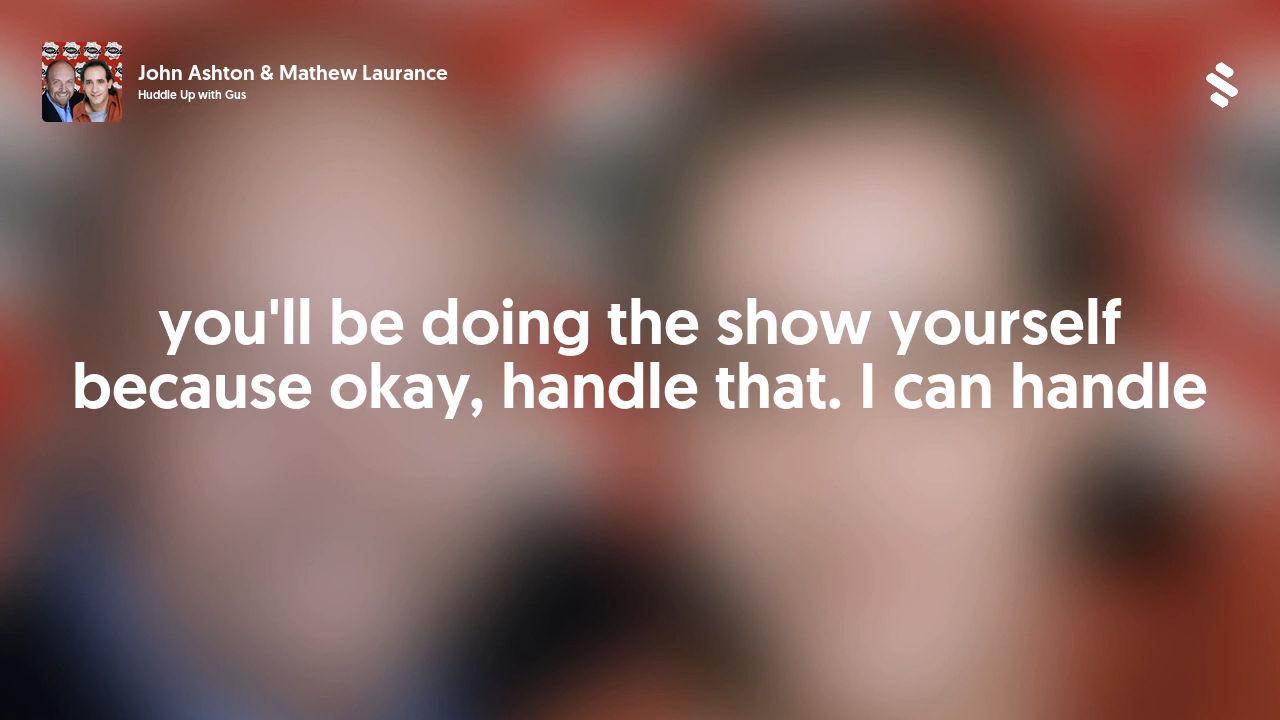 John Ashton & Mathew Laurance
Huddle Up with Gus
you'll be doing the show yourself
because okay, handle that. I can handle